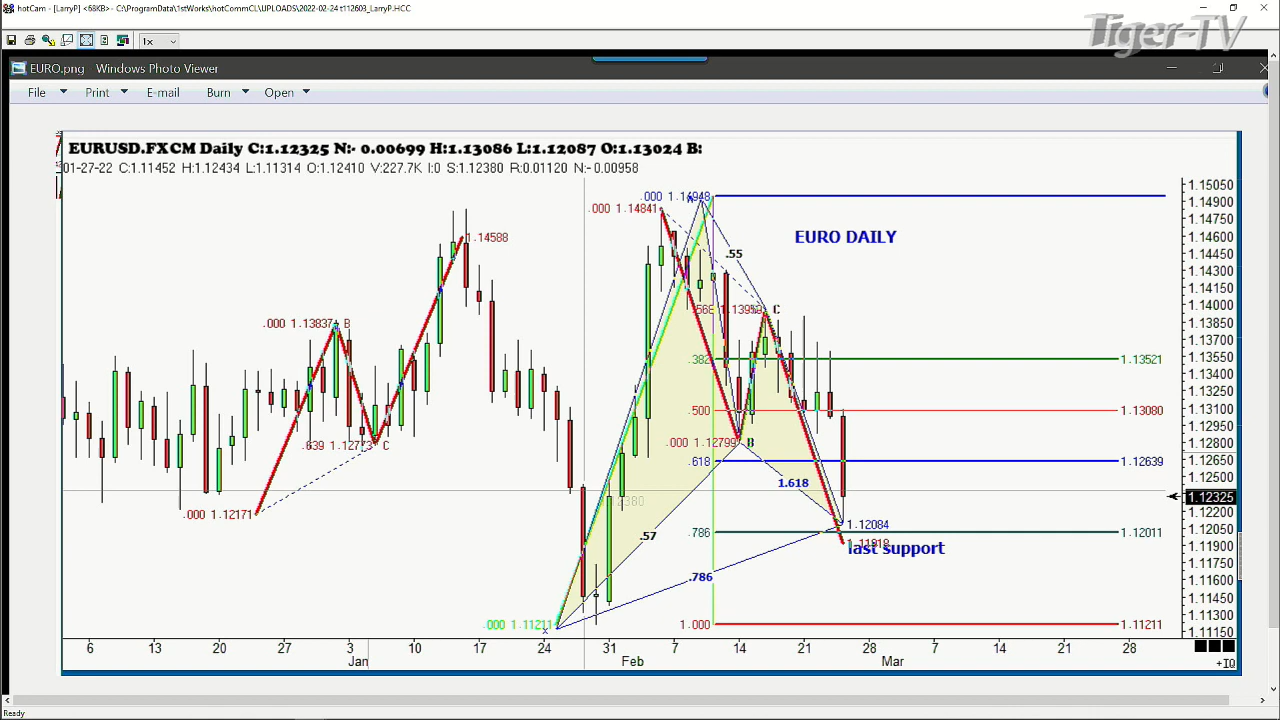 hotCam - [LarryP] <68KB> - C:\ProgramData\1stWorks\hotCommCL\UPLOADS\2022-02-24 t112603_LarryP.HCC
Tiger-TV
1x
EURO.png - Windows Photo Viewer
File Print E-mail Burn Open
EURUSD.FXCM Daily C:1.12325 N:- 0.00699 H:1.13086 L:1.12087 O:1.13024 B:
01-27-22 C:1.11452 H:1.12434 L:1.11314 O:1.12410 V:227.7K I:0 S:1.12380 R:0.01120 N:-0.00958
1.15050
1.14900
1.14750
1.14600
1.14450
1.14300
1.14150
1.14000
1.13850
1.13700
1.13550
1.13400
1.13250
1.13100
1.12950
1.12800
1.12650
1.12500
1.12325
1.12200
1.12050
1.11900
1.11750
1.11600
1.11450
1.11300
1.11150
.000 1.14948
.000 1.14841
EURO DAILY
1.14588
.55
.000 1.13837 B
C
.382 1.13521
.500 1.13080
.000 1.12799 B
.639 1.12773 C
.618 1.12639
1.618
.000 1.12171
1.12084
.57
.786 1.12011
1.11918
last support
.786
.000 1.11211
X
1.000 1.11211
6 13 20 27 3 10 17 24 31 7 14 21 28 7 14 21 28
Jan Feb Mar
+IQ
Ready